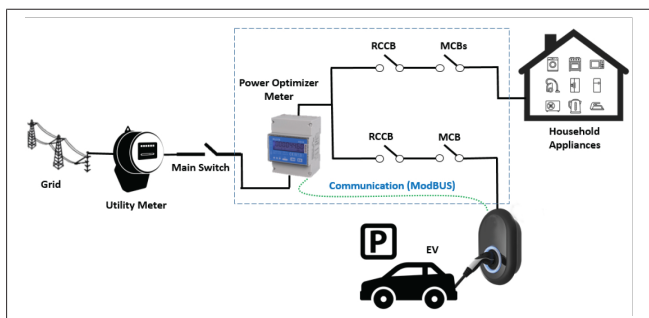 RCCB
MCBs
Power Optimizer
Meter
RCCB
MCB
Household
Appliances
Main Switch
Grid
Utility Meter
Communication (ModBUS)
P
EV